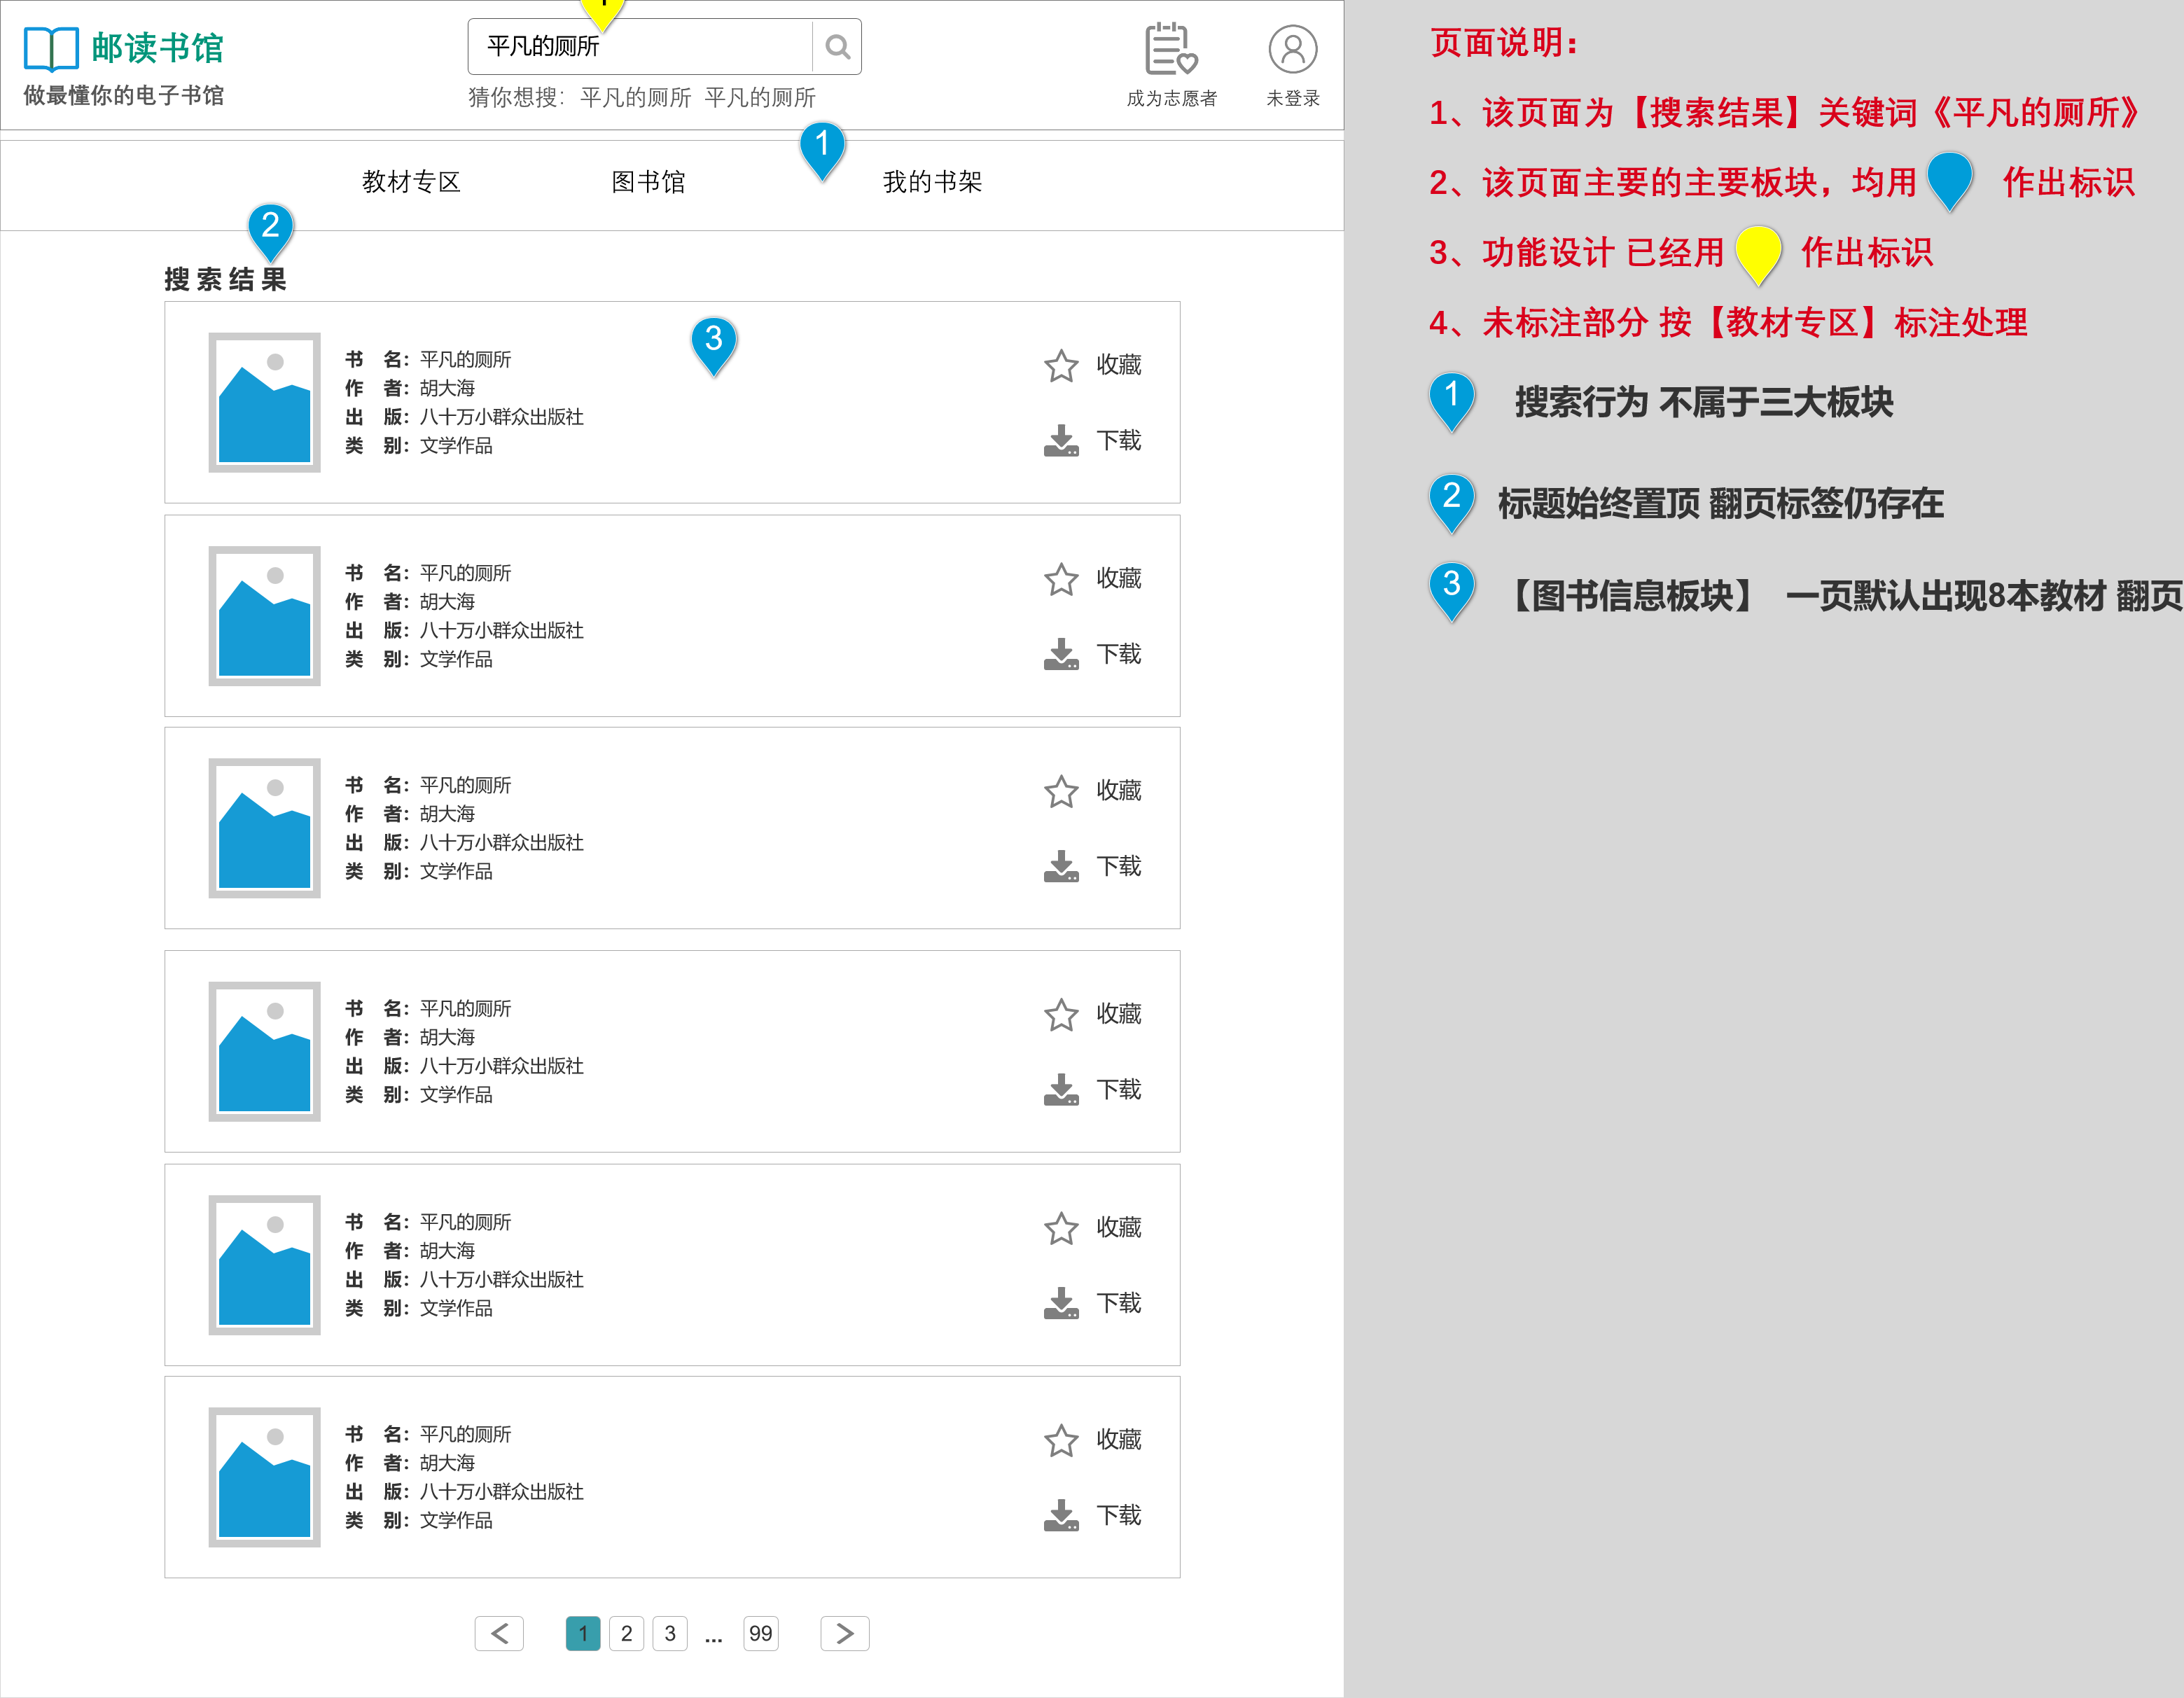 邮读书馆
做最懂你的电子书馆
平凡的厕所
猜你想搜：平凡的厕所 平凡的厕所
成为志愿者
未登录
1
教材专区 图书馆 我的书架
2
搜 索 结 果
3
书 名：平凡的厕所
作 者：胡大海
出 版：八十万小群众出版社
类 别：文学作品
收藏
下载
书 名：平凡的厕所
作 者：胡大海
出 版：八十万小群众出版社
类 别：文学作品
收藏
下载
书 名：平凡的厕所
作 者：胡大海
出 版：八十万小群众出版社
类 别：文学作品
收藏
下载
书 名：平凡的厕所
作 者：胡大海
出 版：八十万小群众出版社
类 别：文学作品
收藏
下载
书 名：平凡的厕所
作 者：胡大海
出 版：八十万小群众出版社
类 别：文学作品
收藏
下载
书 名：平凡的厕所
作 者：胡大海
出 版：八十万小群众出版社
类 别：文学作品
收藏
下载
< 1 2 3 ... 99 >
页面说明：
1、该页面为【搜索结果】关键词《平凡的厕所》
2、该页面主要的主要板块，均用 作出标识
3、功能设计 已经用 作出标识
4、未标注部分 按【教材专区】标注处理
1 搜索行为 不属于三大板块
2 标题始终置顶 翻页标签仍存在
3 【图书信息板块】 一页默认出现8本教材 翻页